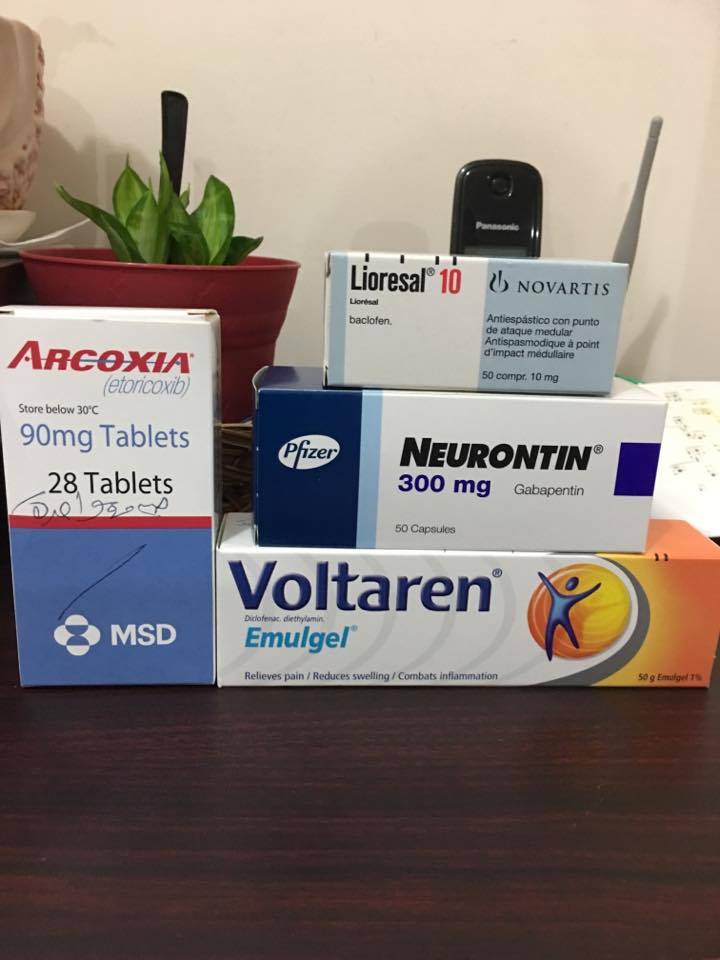 Panasonic
Lioresal® 10
Liorésal
baclofen.
NOVARTIS
Antiespástico con punto
de ataque medular
Antispasmodique à point
d'impact médullaire
50 compr. 10 mg
ARCOXIA®
(etoricoxib)
Store below 30°C
90mg Tablets
28 Tablets
MSD
Pfizer
NEURONTIN®
300 mg
Gabapentin
50 Capsules
Voltaren®
Diclofenac. diethylamin.
Emulgel®
Relieves pain / Reduces swelling / Combats inflammation
50 g Emulgel 1%